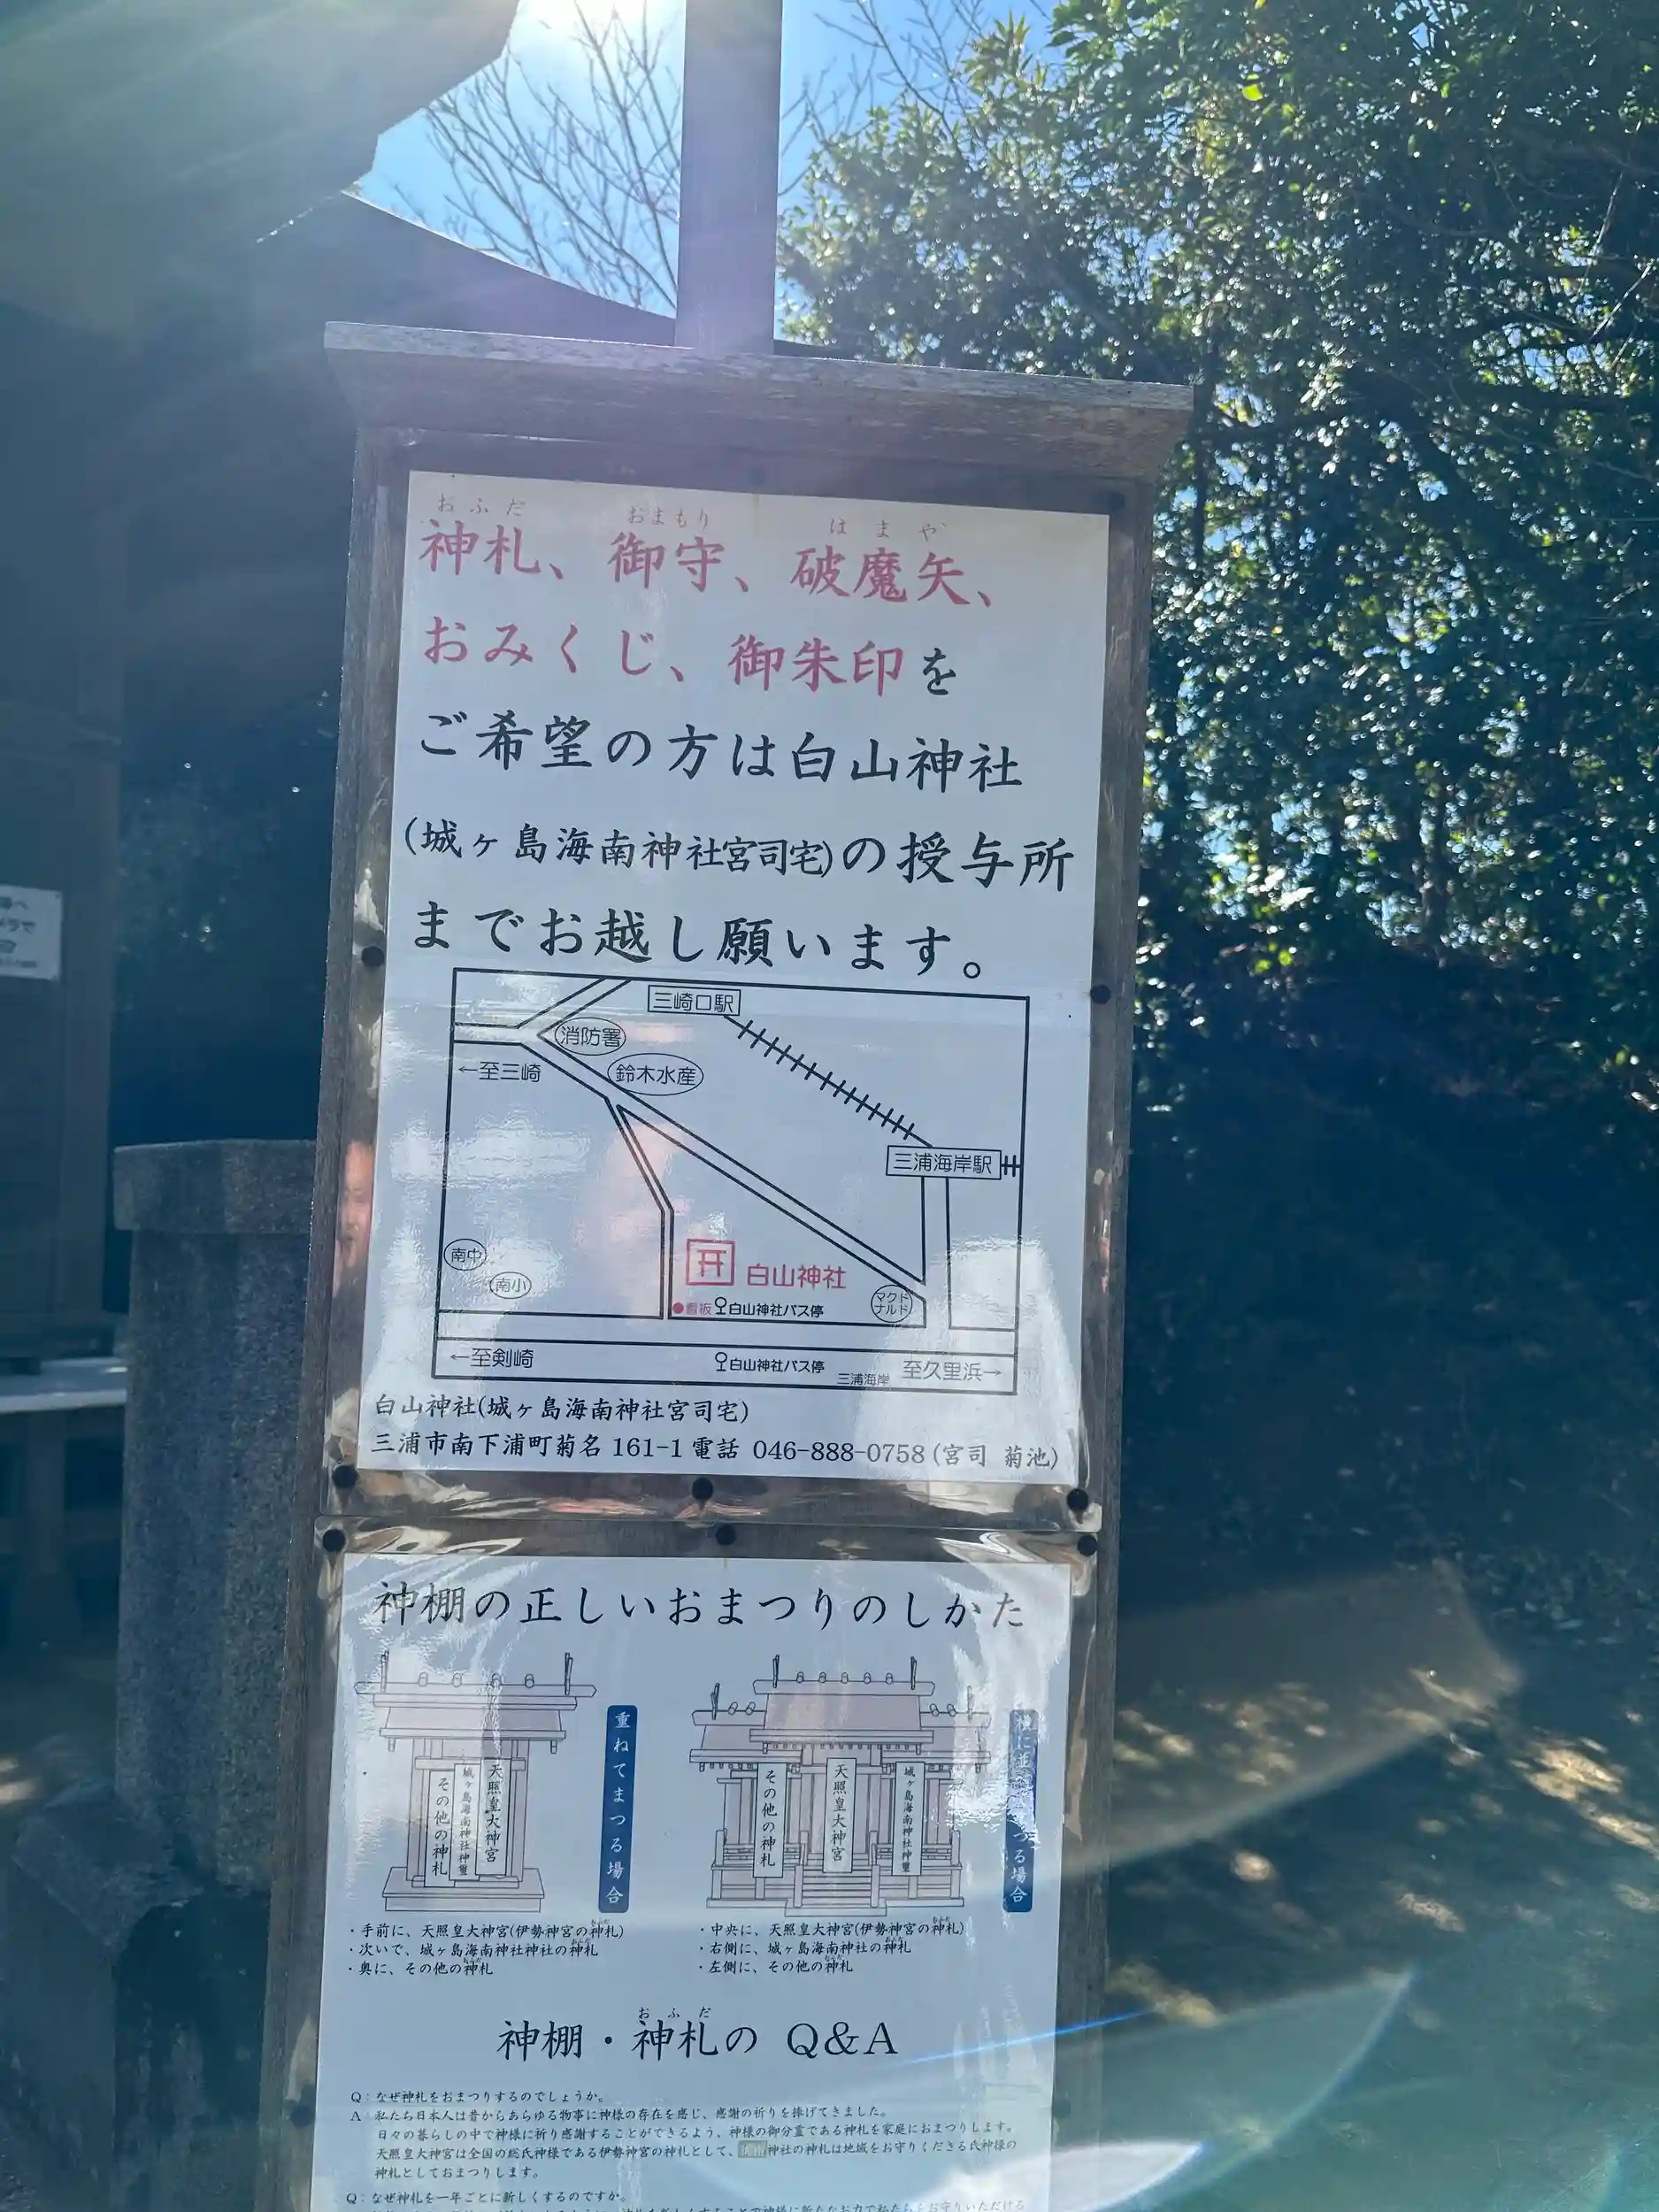 おふだ おまもり はまや
神札、御守、破魔矢、
おみくじ、御朱印を
ご希望の方は白山神社
(城ヶ島海南神社宮司宅)の授与所
までお越し願います。
三崎口駅
消防署
鈴木水産
←至三崎
三浦海岸駅
南中
南小
白山神社
●看板 白山神社バス停
マクド
ナルド
←至剣崎
白山神社バス停
三浦海岸
至久里浜→
白山神社(城ヶ島海南神社宮司宅)
三浦市南下浦町菊名 161-1 電話 046-888-0758 (宮司 菊池)
神棚の正しいおまつりのしかた
重ねてまつる場合
天照皇大神宮
城ヶ島海南神社神璽
その他の神札
・手前に、天照皇大神宮(伊勢神宮の神札)
・次いで、城ヶ島海南神社神社の神札
・奥に、その他の神札
横に並 つる場合
城ヶ島海南神社神璽
天照皇大神宮
その他の神札
・中央に、天照皇大神宮(伊勢神宮の神札)
・右側に、城ヶ島海南神社の神札
・左側に、その他の神札
おふだ
神棚・神札の Q&A
Q:なぜ神札をおまつりするのでしょうか。
A:私たち日本人は昔からあらゆる物事に神様の存在を感じ、感謝の祈りを捧げてきました。
日々の暮らしの中で神様に祈り感謝することができるよう、神様の御分霊である神札を家庭におまつりします。
天照皇大神宮は全国の総氏神様である伊勢神宮の神札として、神社の神札は地域をお守りくださる氏神様の
神札としておまつりします。
Q:なぜ神札を一年ごとに新しくするのですか。